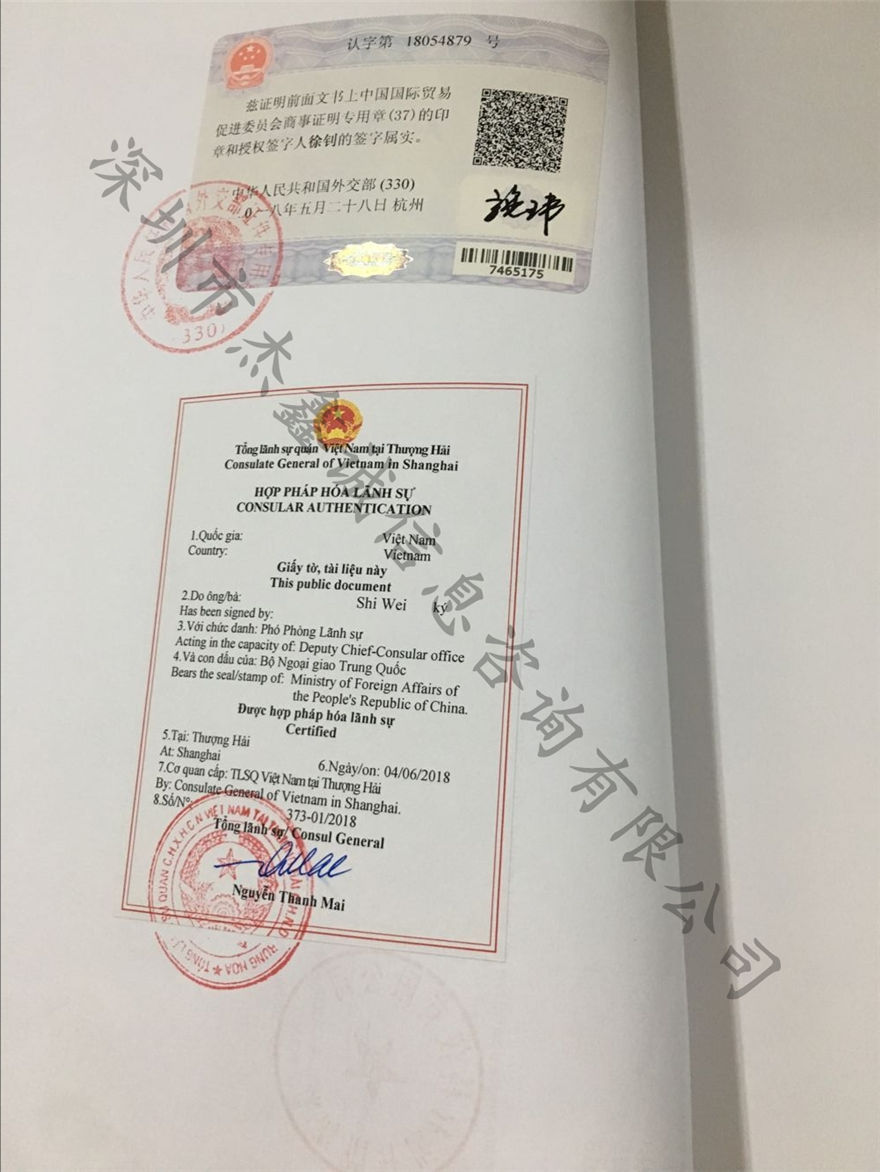 认字第 18054879 号
兹证明前面文书上中国国际贸易
促进委员会商事证明专用章(37)的印
章和授权签字人徐钊的签字属实。
中华人民共和国外交部 (330)
八年五月二十八日 杭州
7465175
330
深圳市杰鑫诚信息咨询有限公司
Tổng lãnh sự quán Việt Nam tại Thượng Hải
Consulate General of Vietnam in Shanghai
HỢP PHÁP HÓA LÃNH SỰ
CONSULAR AUTHENTICATION
1.Quốc gia: Việt Nam
Country: Vietnam
Giấy tờ, tài liệu này
This public document
2.Do ông/bà: Shi Wei ký
Has been signed by:
3.Với chức danh: Phó Phòng Lãnh sự
Acting in the capacity of: Deputy Chief-Consular office
4.Và con dấu của: Bộ Ngoại giao Trung Quốc
Bears the seal/stamp of: Ministry of Foreign Affairs of
the People's Republic of China.
Được hợp pháp hóa lãnh sự
Certified
5.Tại: Thượng Hải
At: Shanghai
6.Ngày/on: 04/06/2018
7.Cơ quan cấp: TLSQ Việt Nam tại Thượng Hải
By: Consulate General of Vietnam in Shanghai.
8.Số/N°: 373-01/2018
Tổng lãnh sự/ Consul General
Nguyễn Thanh Mai